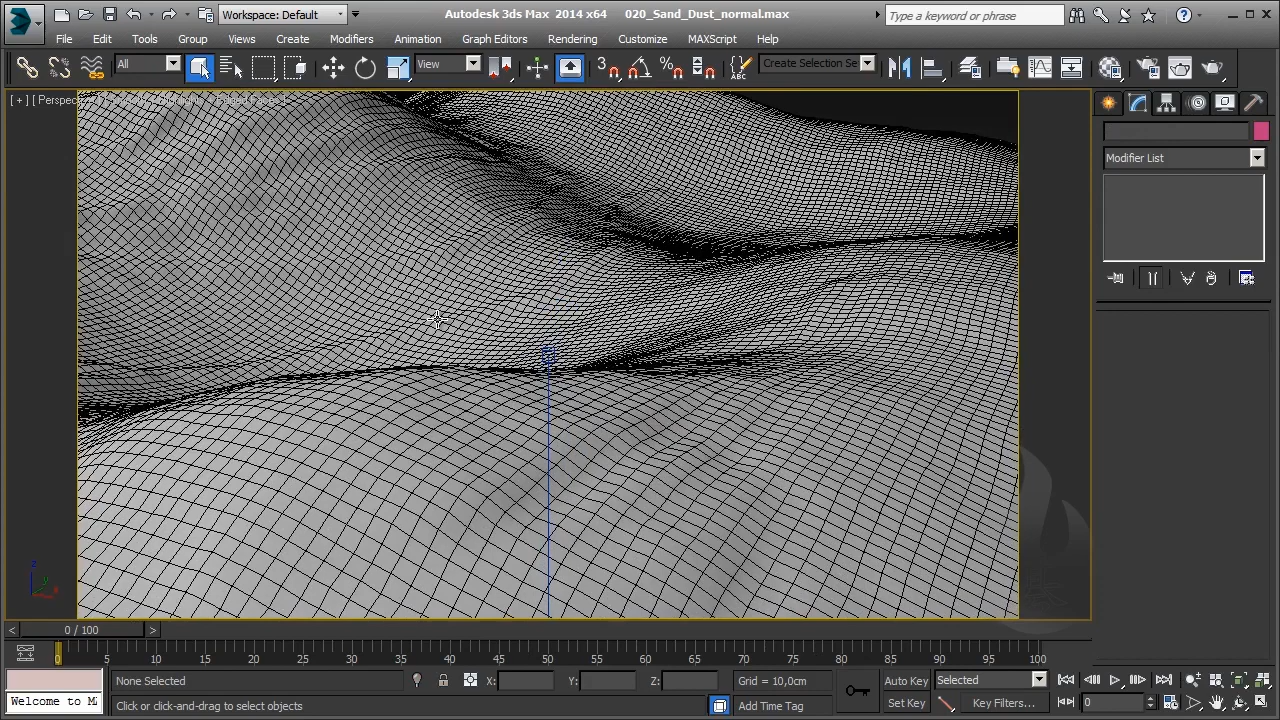 Workspace: Default
Autodesk 3ds Max 2014 x64 020_Sand_Dust_normal.max
Type a keyword or phrase
File Edit Tools Group Views Create Modifiers Animation Graph Editors Rendering Customize MAXScript Help
All
View
3
ABC
Create Selection Se
[ + ] [ Perspec
Modifier List
z
y
x
< 0 / 100 >
0 5 10 15 20 25 30 35 40 45 50 55 60 65 70 75 80 85 90 95 100
None Selected
X:
Y:
Z:
Grid = 10,0cm
Auto Key
Selected
Welcome to M
Click or click-and-drag to select objects
Add Time Tag
Set Key
Key Filters...
0